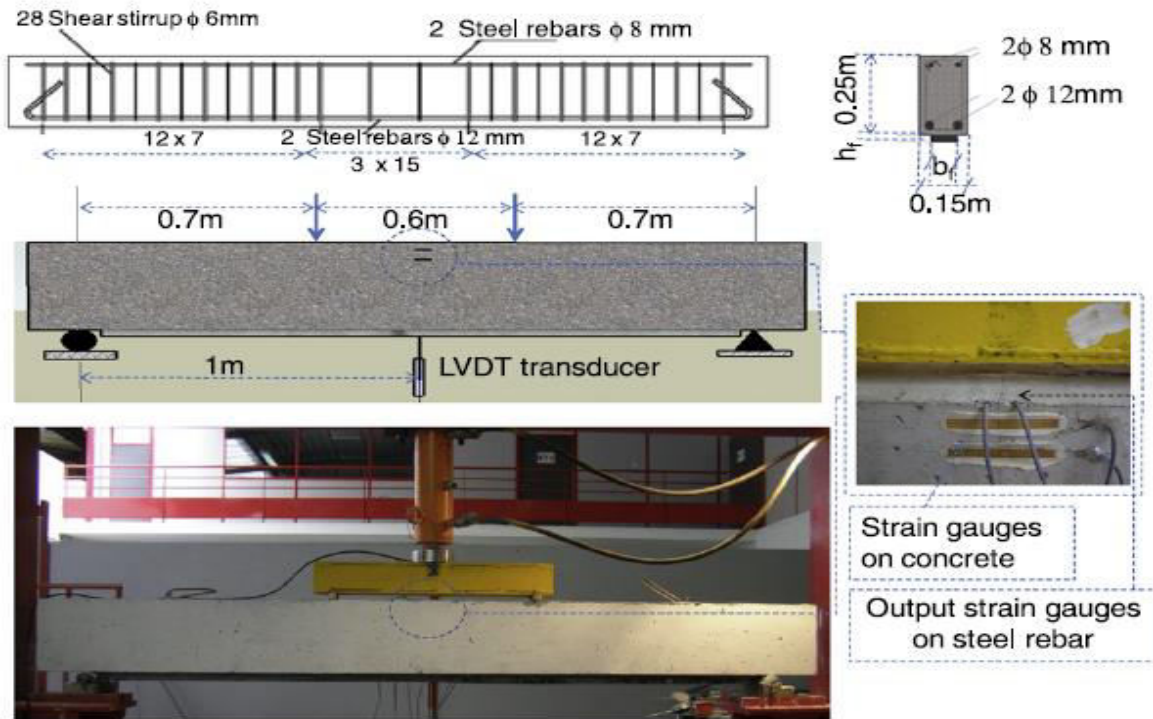 28 Shear stirrup ϕ 6mm
2 Steel rebars ϕ 8 mm
2 Steel rebars ϕ 12 mm
12 x 7
3 x 15
12 x 7
0.25m
hf
bf
0.15m
2ϕ 8 mm
2 ϕ 12mm
0.7m
0.6m
0.7m
1m
LVDT transducer
Strain gauges
on concrete
Output strain gauges
on steel rebar